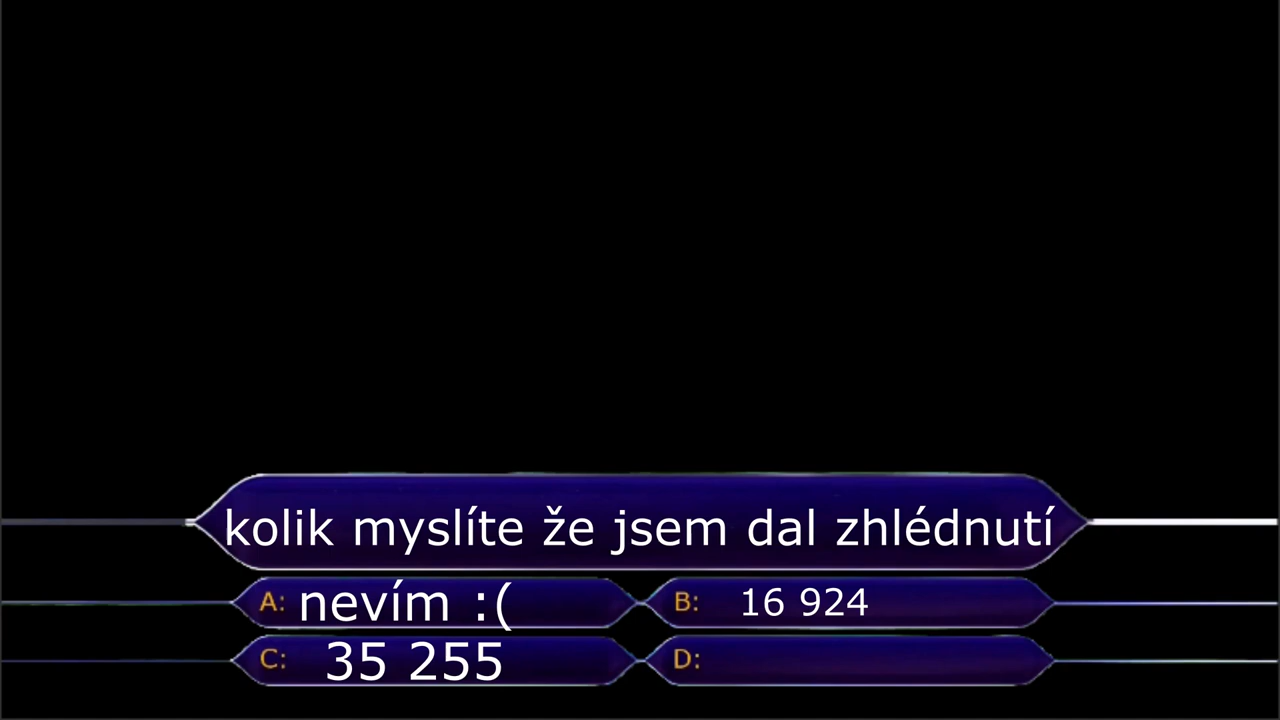 kolik myslíte že jsem dal zhlédnutí
A: nevím :(
B: 16 924
C: 35 255
D: